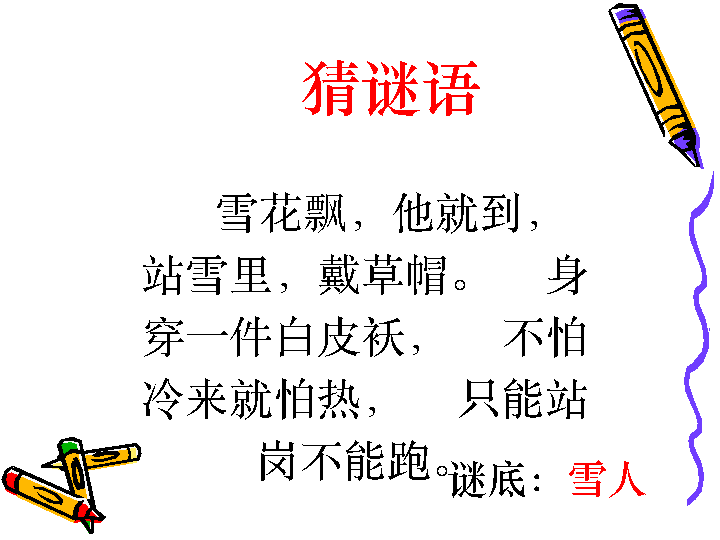 猜谜语
雪花飘，他就到，
站雪里，戴草帽。 身
穿一件白皮袄， 不怕
冷来就怕热， 只能站
岗不能跑。
谜底：雪人